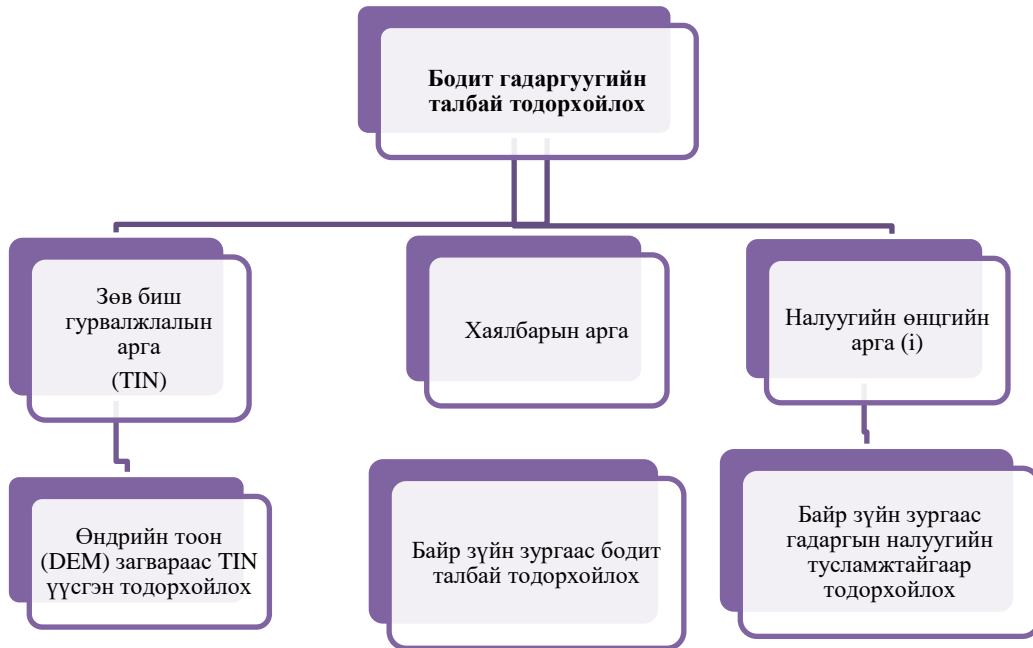 Бодит гадаргуугийн
талбай тодорхойлох
Зөв биш
гурвалжлалын
арга
(TIN)
Хаялбарын арга
Налуугийн өнцгийн
арга (i)
Өндрийн тоон
(DEM) загвараас TIN
үүсгэн тодорхойлох
Байр зүйн зургаас бодит
талбай тодорхойлох
Байр зүйн зургаас
гадаргын налуугийн
тусламжтайгаар
тодорхойлох